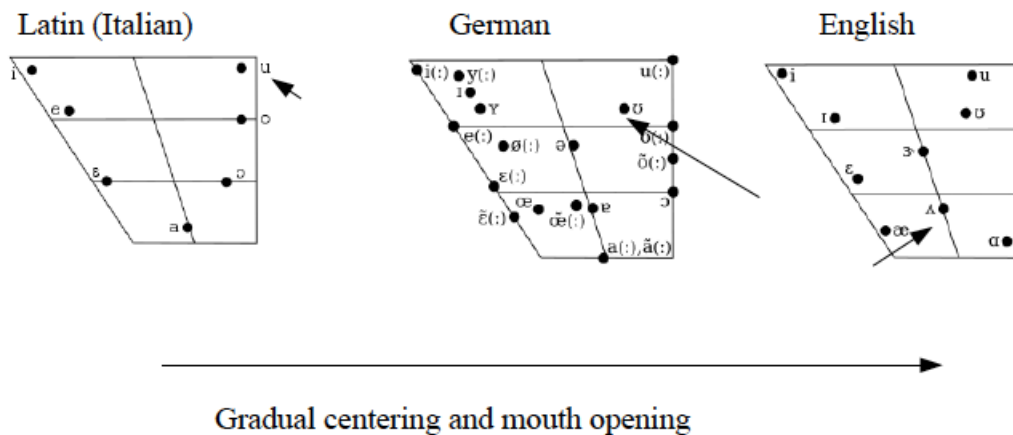 Latin (Italian)
German
English
i
u
e
o
ɛ
ɔ
a
i(:)
y(:)
u(:)
ɪ
ʏ
ʊ
e(:)
ø(:)
ə
o(:)
õ(:)
ɛ(:)
ɔ
œ
ɐ
ɛ̃(:)
œ̃(:)
a(:),ã(:)
i
u
ɪ
ʊ
ɝ
ɛ
ʌ
æ
ɑ
Gradual centering and mouth opening